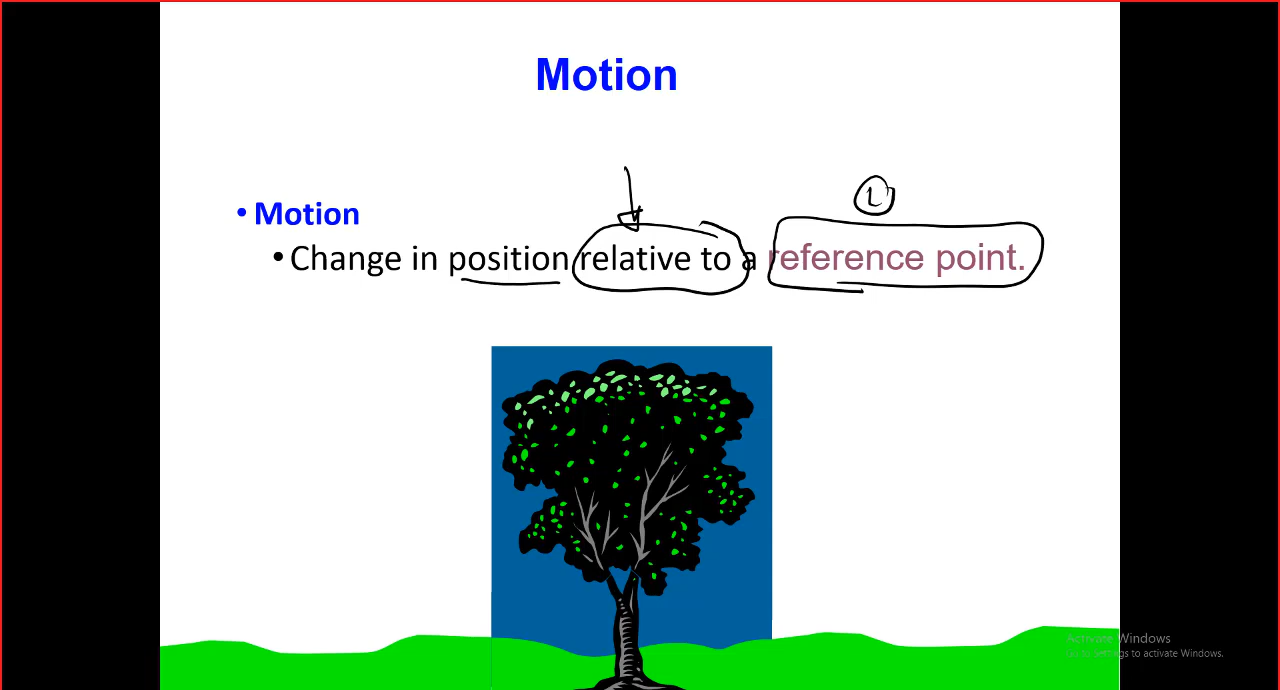 Motion
• Motion
• Change in position relative to a reference point.
Activate Windows
Go to Settings to activate Windows.